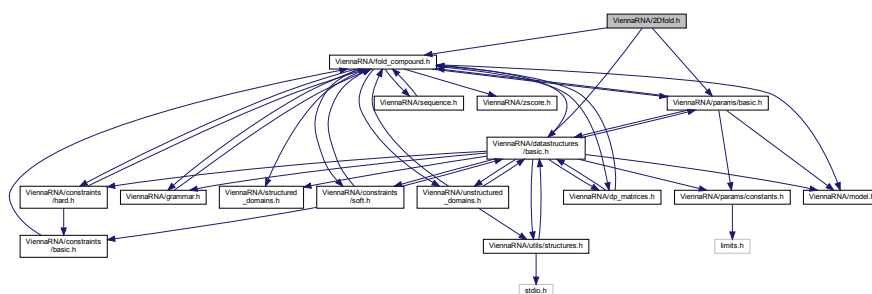 ViennaRNA/2Dfold.h
ViennaRNA/fold_compound.h
ViennaRNA/sequence.h
ViennaRNA/zscore.h
ViennaRNA/params/basic.h
ViennaRNA/datastructures
/basic.h
ViennaRNA/constraints
/hard.h
ViennaRNA/grammar.h
ViennaRNA/structured
_domains.h
ViennaRNA/constraints
/soft.h
ViennaRNA/unstructured
_domains.h
ViennaRNA/dp_matrices.h
ViennaRNA/params/constants.h
ViennaRNA/model.h
ViennaRNA/constraints
/basic.h
ViennaRNA/utils/structures.h
limits.h
stdio.h